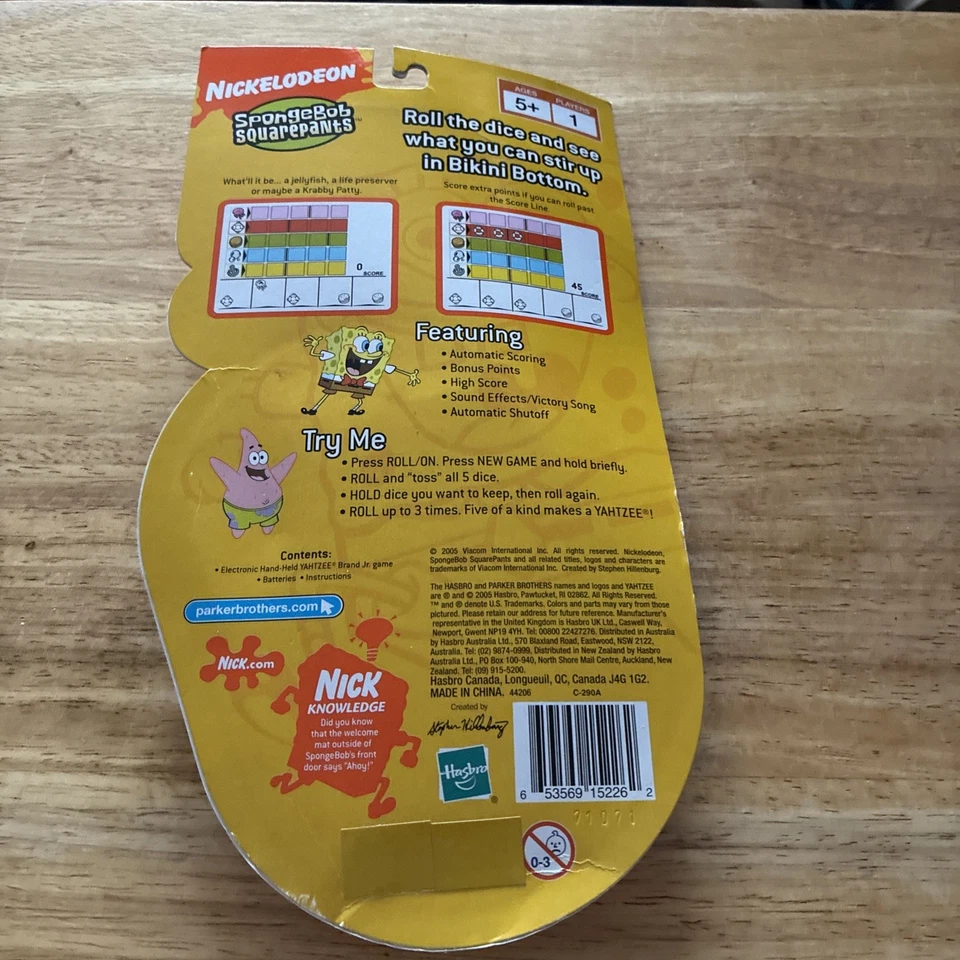 NICKELODEON
SpongeBob
SQUAREPANTS™
AGES
5+
PLAYERS
1
Roll the dice and see
what you can stir up
in Bikini Bottom.
What'll it be... a jellyfish, a life preserver
or maybe a Krabby Patty.
Score extra points if you can roll past
the Score Line.
0
SCORE
45
SCORE
Featuring
• Automatic Scoring
• Bonus Points
• High Score
• Sound Effects/Victory Song
• Automatic Shutoff
Try Me
• Press ROLL/ON. Press NEW GAME and hold briefly.
• ROLL and “toss” all 5 dice.
• HOLD dice you want to keep, then roll again.
• ROLL up to 3 times. Five of a kind makes a YAHTZEE®!
Contents:
• Electronic Hand-Held YAHTZEE® Brand Jr. game
• Batteries • Instructions
parkerbrothers.com
NICK.com
NICK
KNOWLEDGE
Did you know
that the welcome
mat outside of
SpongeBob's front
door says "Ahoy!"
© 2005 Viacom International Inc. All rights reserved. Nickelodeon,
SpongeBob SquarePants and all related titles, logos and characters are
trademarks of Viacom International Inc. Created by Stephen Hillenburg.
The HASBRO and PARKER BROTHERS names and logos and YAHTZEE
are ® and © 2005 Hasbro, Pawtucket, RI 02862. All Rights Reserved.
™ and ® denote U.S. Trademarks. Colors and parts may vary from those
pictured. Please retain our address for future reference. Manufacturer's
representative in the United Kingdom is Hasbro UK Ltd., Caswell Way,
Newport, Gwent NP19 4YH. Tel: 00800 22427276. Distributed in Australia
by Hasbro Australia Ltd., 570 Blaxland Road, Eastwood, NSW 2122,
Australia. Tel: (02) 9874-0999. Distributed in New Zealand by Hasbro
Australia Ltd., PO Box 100-940, North Shore Mail Centre, Auckland, New
Zealand. Tel: (09) 915-5200.
Hasbro Canada, Longueuil, QC, Canada J4G 1G2.
MADE IN CHINA. 44206 C-290A
Created by
Stephen Hillenburg
Hasbro
®
6 53569 15226 2
71071
0-3